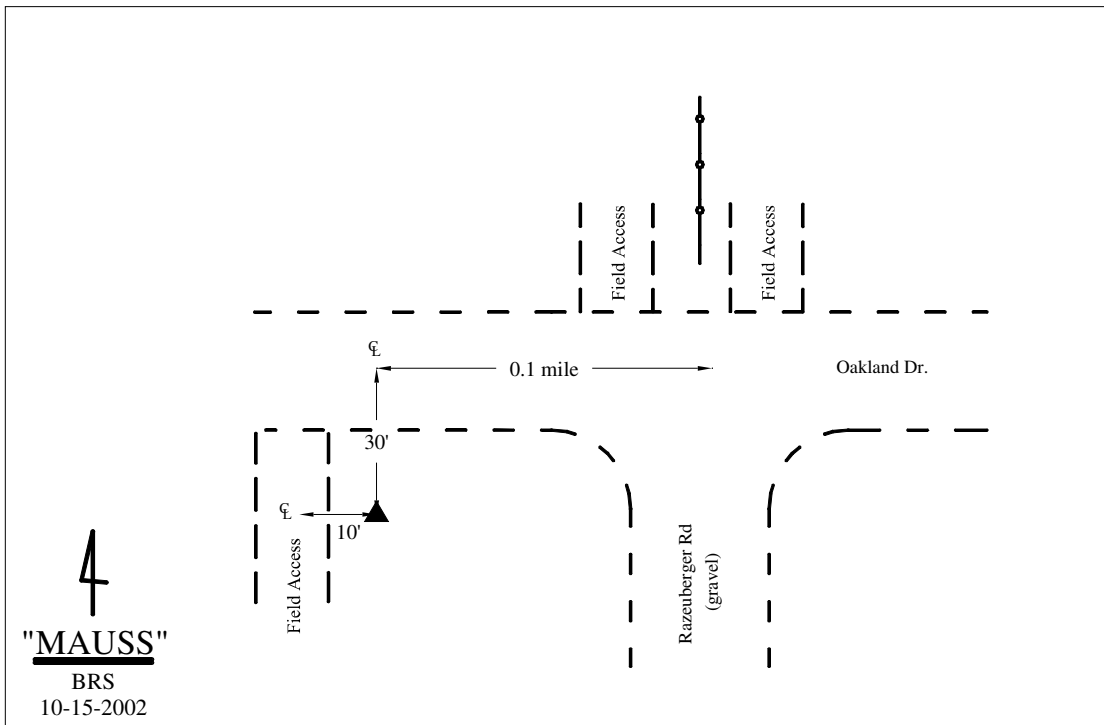 Field Access
Field Access
℄
0.1 mile
Oakland Dr.
30'
℄
10'
Field Access
Razeuberger Rd
(gravel)
"MAUSS"
BRS
10-15-2002